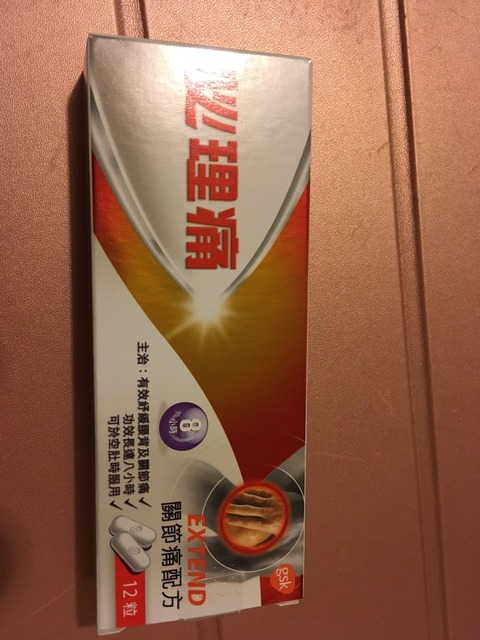 必理痛
主治：有效紓緩腰背及關節痛✓
功效長達八小時✓
可於空肚時服用✓
8
小時
EXTEND
關節痛配方
12 粒
gsk